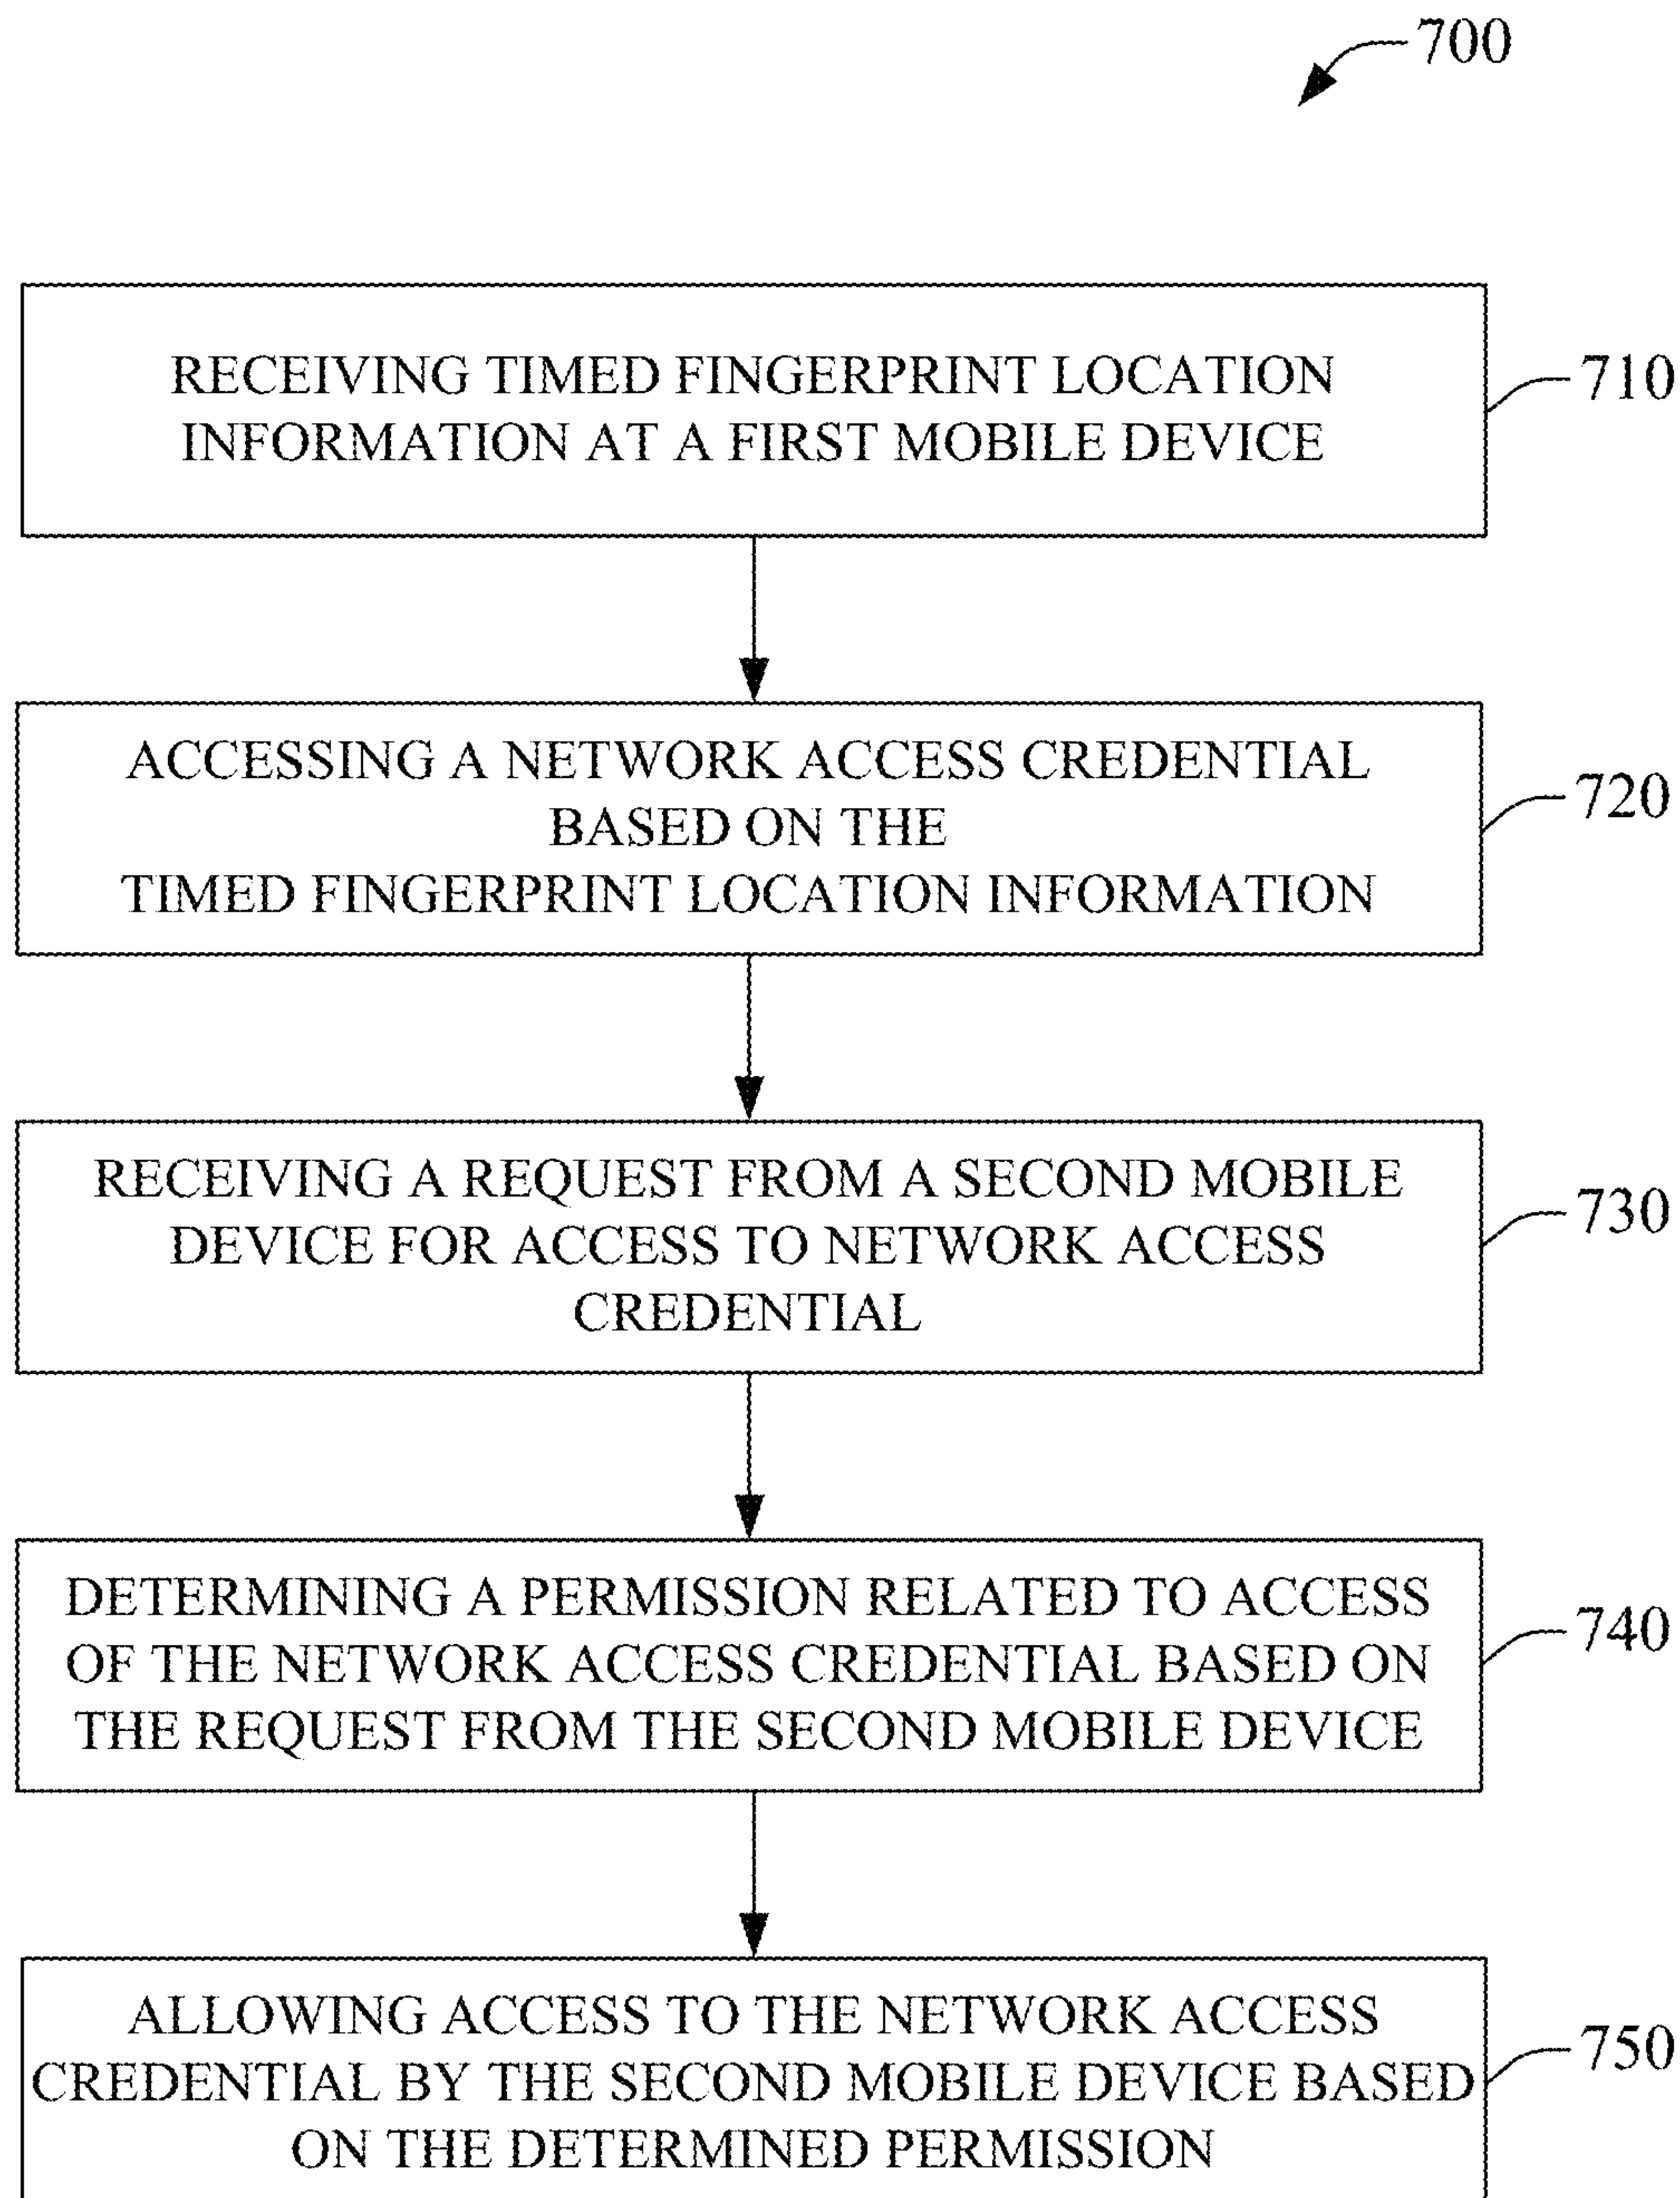 700
RECEIVING TIMED FINGERPRINT LOCATION
INFORMATION AT A FIRST MOBILE DEVICE
710
ACCESSING A NETWORK ACCESS CREDENTIAL
BASED ON THE
TIMED FINGERPRINT LOCATION INFORMATION
720
RECEIVING A REQUEST FROM A SECOND MOBILE
DEVICE FOR ACCESS TO NETWORK ACCESS
CREDENTIAL
730
DETERMINING A PERMISSION RELATED TO ACCESS
OF THE NETWORK ACCESS CREDENTIAL BASED ON
THE REQUEST FROM THE SECOND MOBILE DEVICE
740
ALLOWING ACCESS TO THE NETWORK ACCESS
CREDENTIAL BY THE SECOND MOBILE DEVICE BASED
ON THE DETERMINED PERMISSION
750